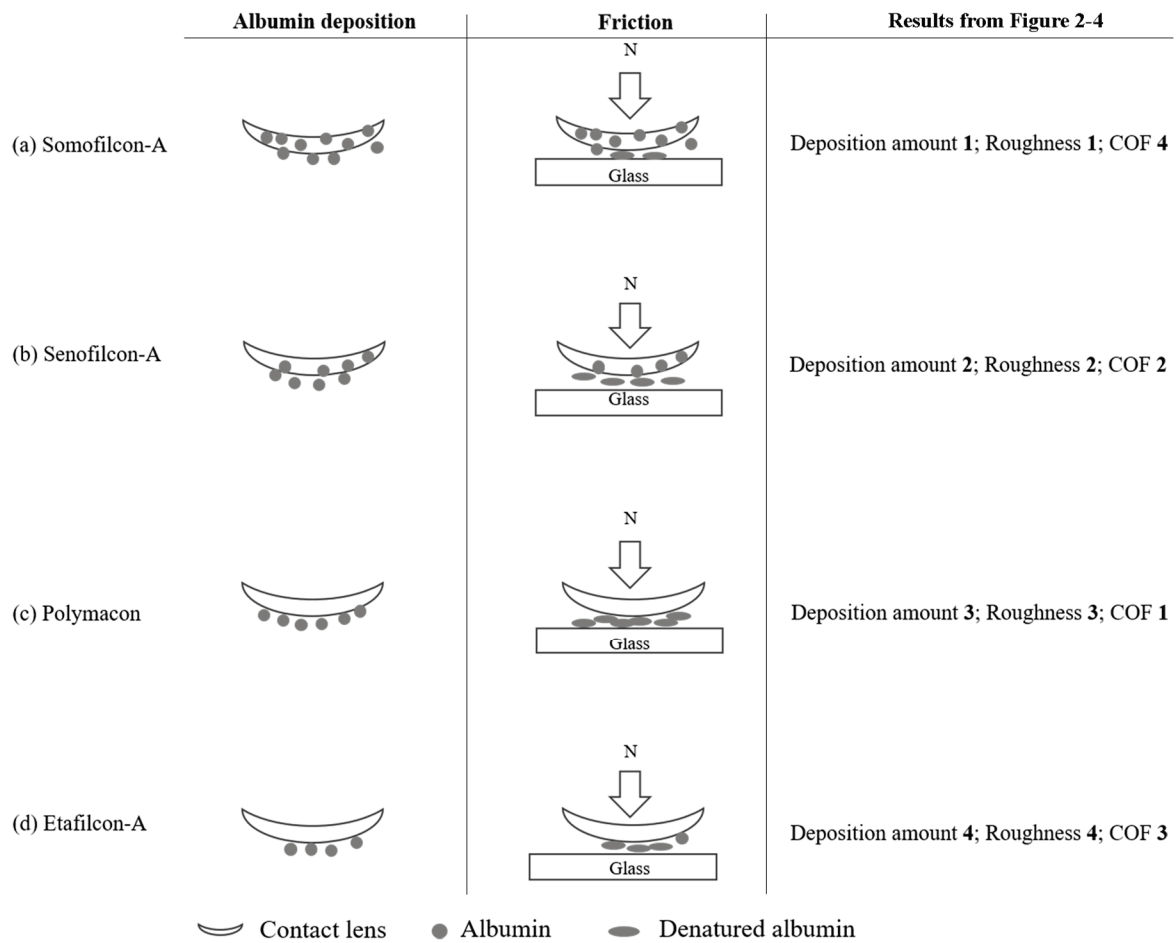 Albumin deposition
Friction
Results from Figure 2-4
N
(a) Somofilcon-A
Glass
Deposition amount 1; Roughness 1; COF 4
N
(b) Senofilcon-A
Glass
Deposition amount 2; Roughness 2; COF 2
N
(c) Polymacon
Glass
Deposition amount 3; Roughness 3; COF 1
N
(d) Etafilcon-A
Glass
Deposition amount 4; Roughness 4; COF 3
Contact lens
Albumin
Denatured albumin